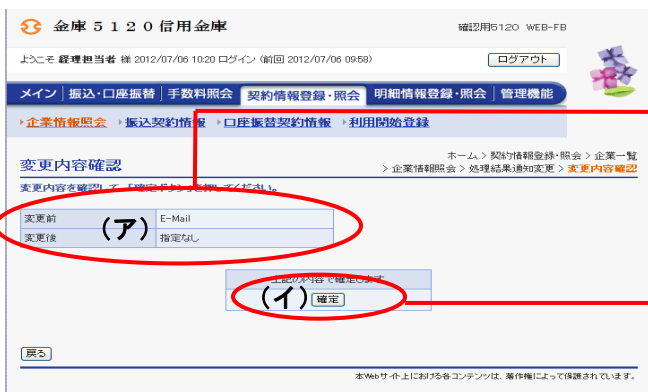 金庫５１２０信用金庫
確認用5120 WEB-FB
ようこそ 経理担当者 様 2012/07/06 10:20 ログイン (前回 2012/07/06 09:58)
ログアウト
メイン 振込・口座振替 手数料照会 契約情報登録・照会 明細情報登録・照会 管理機能
企業情報照会 振込契約情報 口座振替契約情報 利用開始登録
変更内容確認
ホーム > 契約情報登録・照会 > 企業一覧
> 企業情報照会 > 処理結果通知変更 > 変更内容確認
変更内容を確認して、「確定ボタン」を押してください。
変更前 E-Mail
変更後 指定なし
(ア)
上記の内容で確定します
(イ) 確定
戻る
本Webサイト上における各コンテンツは、著作権によって保護されています。